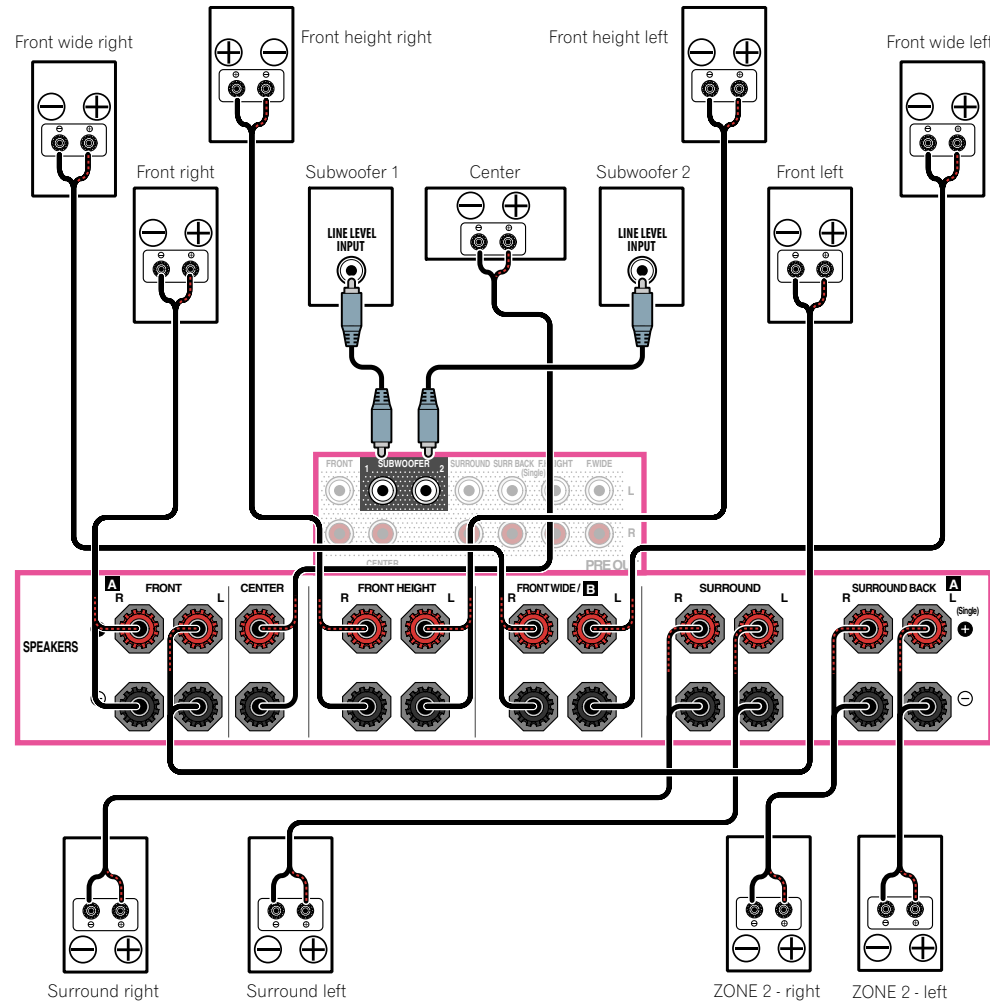 Front wide right
Front height right
Front height left
Front wide left
Front right
Subwoofer 1
Center
Subwoofer 2
Front left
LINE LEVEL
INPUT
LINE LEVEL
INPUT
FRONT
1 SUBWOOFER 2
SURROUND
SURR BACK
(Single)
F.WIDE
L
R
CENTER
A
FRONT
R L
CENTER
FRONT HEIGHT
R L
FRONT WIDE / B
R L
SURROUND
R L
SURROUND BACK A
R L
(Single)
SPEAKERS
Surround right
Surround left
ZONE 2 - right
ZONE 2 - left